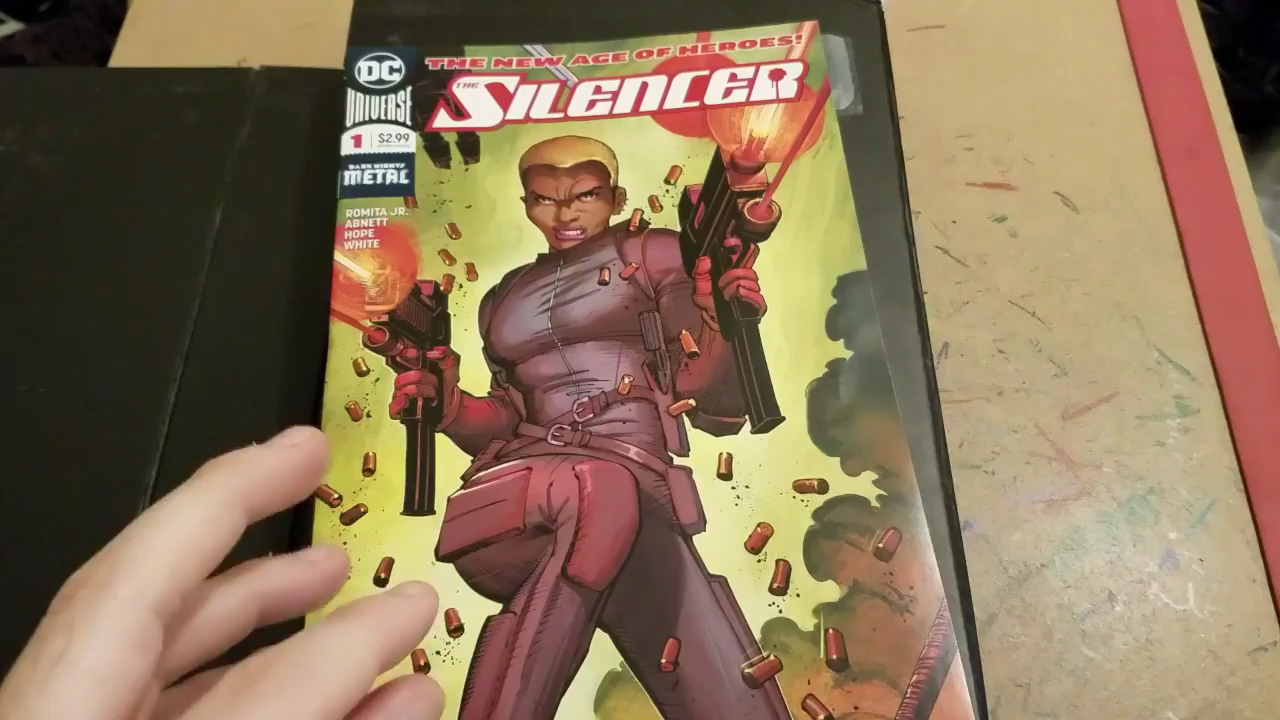 THE NEW AGE OF HEROES!
THE SILENCER
DC
UNIVERSE
1 $2.99
DARK NIGHTS
METAL
ROMITA JR.
ABNETT
HOPE
WHITE